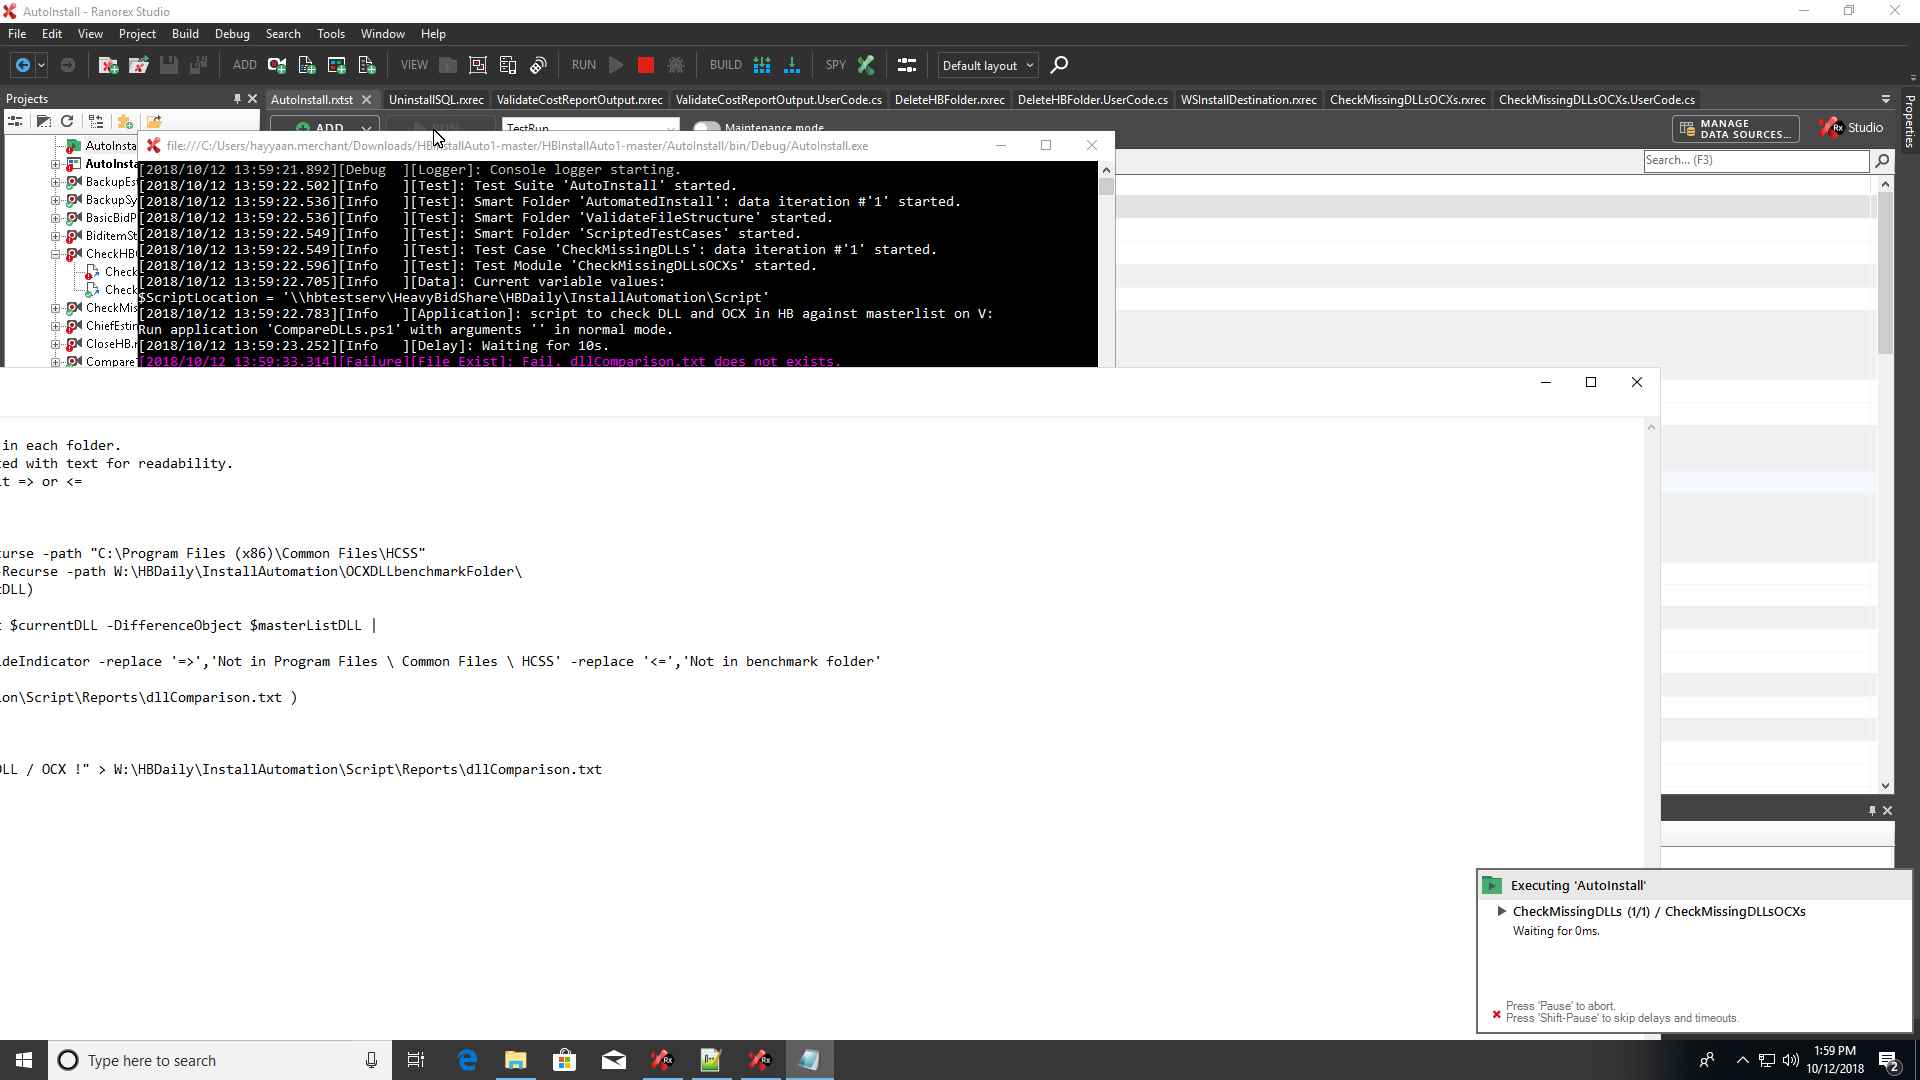 AutoInstall - Ranorex Studio
File Edit View Project Build Debug Search Tools Window Help
ADD VIEW RUN BUILD SPY Default layout
Projects
AutoInstall.rxtst UninstallSQL.rxrec ValidateCostReportOutput.rxrec ValidateCostReportOutput.UserCode.cs DeleteHBFolder.rxrec DeleteHBFolder.UserCode.cs WSInstallDestination.rxrec CheckMissingDLLsOCXs.rxrec CheckMissingDLLsOCXs.UserCode.cs
Properties
ADD TestRun Maintenance mode
MANAGE
DATA SOURCES...
Studio
Search... (F3)
AutoInsta
AutoInsta
BackupEst
BackupSy
BasicBidP
BiditemSt
CheckHB
Check
Check
CheckMis
ChiefEstin
CloseHB.r
Compare
file:///C:/Users/hayyaan.merchant/Downloads/HBInstallAuto1-master/HBInstallAuto1-master/AutoInstall/bin/Debug/AutoInstall.exe
[2018/10/12 13:59:21.892][Debug  ][Logger]: Console logger starting.
[2018/10/12 13:59:22.502][Info   ][Test]: Test Suite 'AutoInstall' started.
[2018/10/12 13:59:22.536][Info   ][Test]: Smart Folder 'AutomatedInstall': data iteration #'1' started.
[2018/10/12 13:59:22.536][Info   ][Test]: Smart Folder 'ValidateFileStructure' started.
[2018/10/12 13:59:22.549][Info   ][Test]: Smart Folder 'ScriptedTestCases' started.
[2018/10/12 13:59:22.549][Info   ][Test]: Test Case 'CheckMissingDLLs': data iteration #'1' started.
[2018/10/12 13:59:22.596][Info   ][Test]: Test Module 'CheckMissingDLLsOCXs' started.
[2018/10/12 13:59:22.705][Info   ][Data]: Current variable values:
$ScriptLocation = '\\hbtestserv\HeavyBidShare\HBDaily\InstallAutomation\Script'
[2018/10/12 13:59:22.783][Info   ][Application]: script to check DLL and OCX in HB against masterlist on V:
Run application 'CompareDLLs.ps1' with arguments '' in normal mode.
[2018/10/12 13:59:23.252][Info   ][Delay]: Waiting for 10s.
[2018/10/12 13:59:33.314][Failure][File Exist]: Fail. dllComparison.txt does not exists.
in each folder.
ted with text for readability.
t => or <=
curse -path "C:\Program Files (x86)\Common Files\HCSS"
-Recurse -path W:\HBDaily\InstallAutomation\OCXDLLbenchmarkFolder\
tDLL)
t $currentDLL -DifferenceObject $masterListDLL |
ideIndicator -replace '=>','Not in Program Files \ Common Files \ HCSS' -replace '<=','Not in benchmark folder'
ion\Script\Reports\dllComparison.txt )
DLL / OCX !" > W:\HBDaily\InstallAutomation\Script\Reports\dllComparison.txt
Executing 'AutoInstall'
CheckMissingDLLs (1/1) / CheckMissingDLLsOCXs
Waiting for 0ms.
Press 'Pause' to abort.
Press 'Shift-Pause' to skip delays and timeouts.
Type here to search
1:59 PM
10/12/2018
2